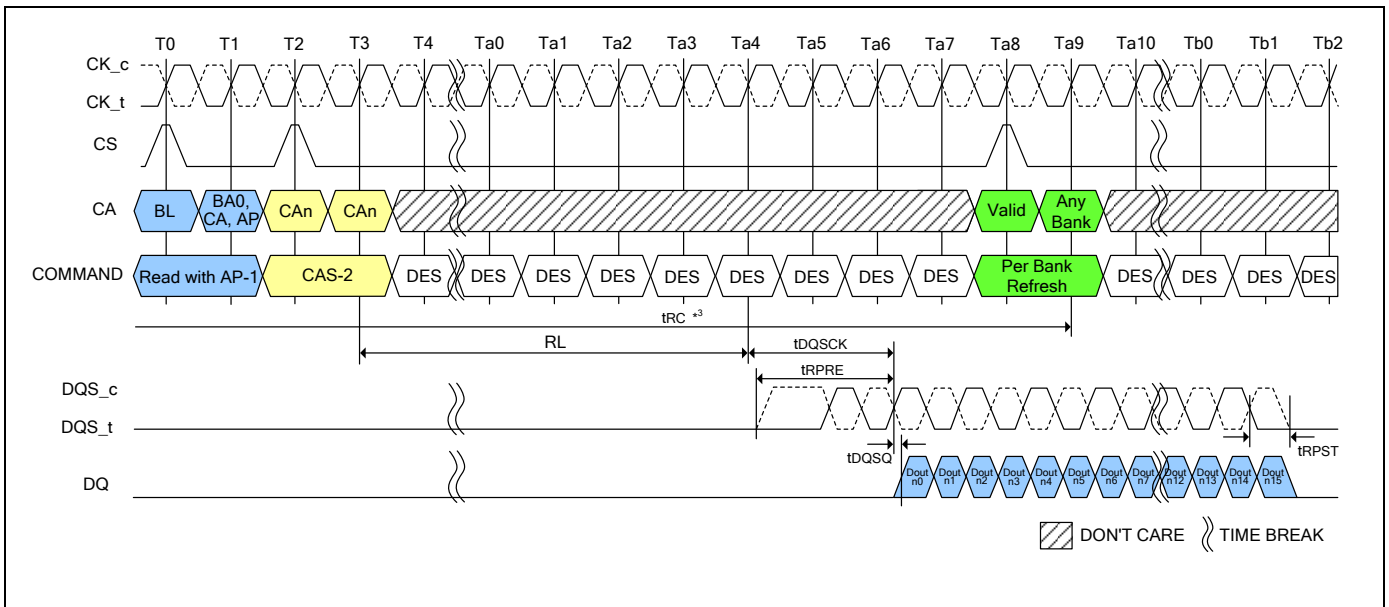 T0 T1 T2 T3 T4 Ta0 Ta1 Ta2 Ta3 Ta4 Ta5 Ta6 Ta7 Ta8 Ta9 Ta10 Tb0 Tb1 Tb2
CK_c
CK_t
CS
CA BL BA0, CA, AP CAn CAn Valid Any Bank
COMMAND Read with AP-1 CAS-2 DES DES DES DES DES DES DES DES DES Per Bank Refresh DES DES DES DES
tRC *3
RL tDQSCK
tRPRE
DQS_c
DQS_t
tDQSQ tRPST
DQ Dout n0 Dout n1 Dout n2 Dout n3 Dout n4 Dout n5 Dout n6 Dout n7 Dout n12 Dout n13 Dout n14 Dout n15
DON'T CARE TIME BREAK